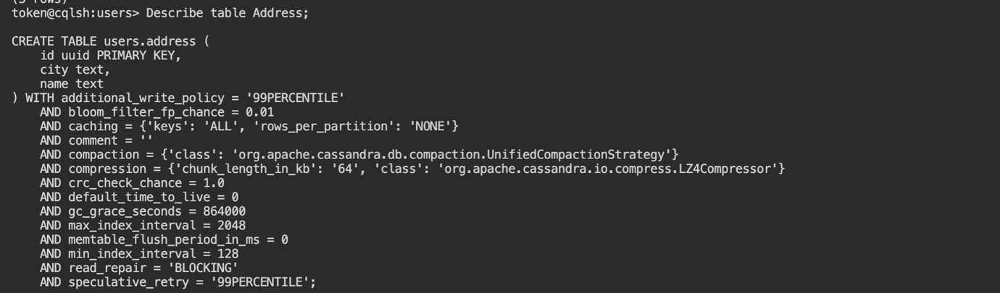 (3 rows)
token@cqlsh:users> Describe table Address;
CREATE TABLE users.address (
    id uuid PRIMARY KEY,
    city text,
    name text
) WITH additional_write_policy = '99PERCENTILE'
    AND bloom_filter_fp_chance = 0.01
    AND caching = {'keys': 'ALL', 'rows_per_partition': 'NONE'}
    AND comment = ''
    AND compaction = {'class': 'org.apache.cassandra.db.compaction.UnifiedCompactionStrategy'}
    AND compression = {'chunk_length_in_kb': '64', 'class': 'org.apache.cassandra.io.compress.LZ4Compressor'}
    AND crc_check_chance = 1.0
    AND default_time_to_live = 0
    AND gc_grace_seconds = 864000
    AND max_index_interval = 2048
    AND memtable_flush_period_in_ms = 0
    AND min_index_interval = 128
    AND read_repair = 'BLOCKING'
    AND speculative_retry = '99PERCENTILE';